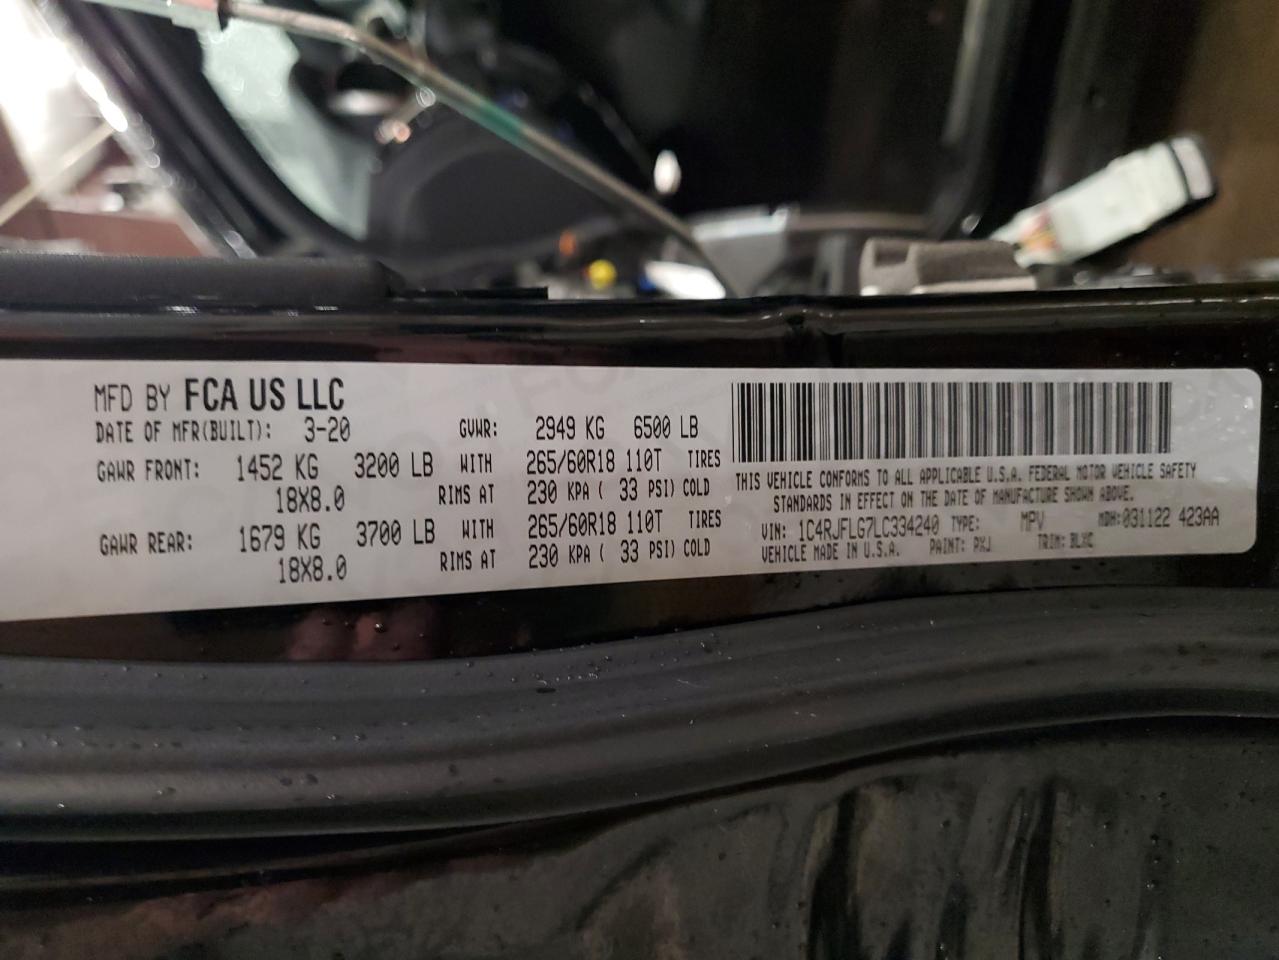 MFD BY FCA US LLC
DATE OF MFR(BUILT): 3-20 GVWR: 2949 KG 6500 LB
GAWR FRONT: 1452 KG 3200 LB WITH 265/60R18 110T TIRES
18X8.0 RIMS AT 230 KPA ( 33 PSI) COLD
GAWR REAR: 1679 KG 3700 LB WITH 265/60R18 110T TIRES
18X8.0 RIMS AT 230 KPA ( 33 PSI) COLD
THIS VEHICLE CONFORMS TO ALL APPLICABLE U.S.A. FEDERAL MOTOR VEHICLE SAFETY
STANDARDS IN EFFECT ON THE DATE OF MANUFACTURE SHOWN ABOVE.
VIN: 1C4RJFLG7LC334240 TYPE: MPV MDH: 031122 423AA
VEHICLE MADE IN U.S.A. PAINT: PXJ TRIM: BLXC